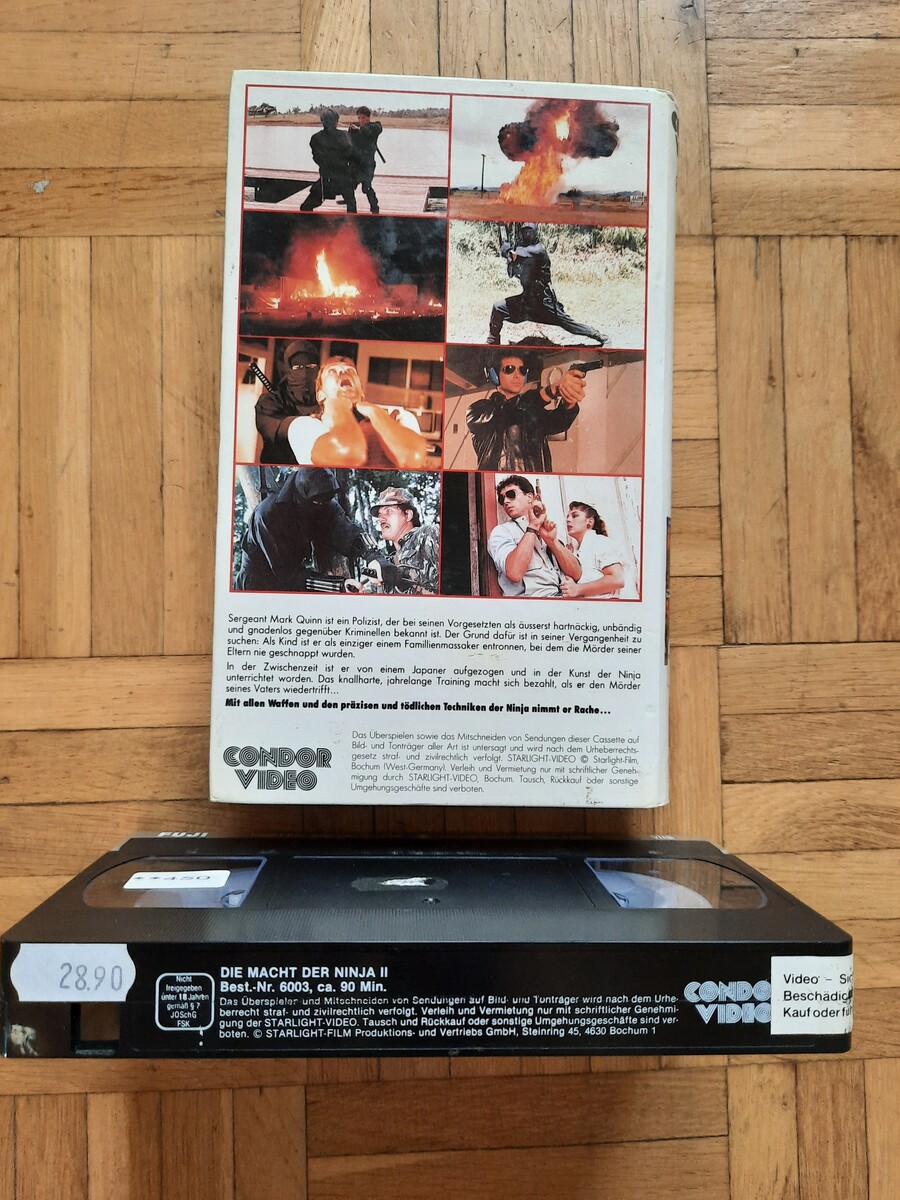 Sergeant Mark Quinn ist ein Polizist, der bei seinen Vorgesetzten als äusserst hartnäckig, unbändig
und gnadenlos gegenüber Kriminellen bekannt ist. Der Grund dafür ist in seiner Vergangenheit zu
suchen: Als Kind ist er als einziger einem Famillienmassaker entronnen, bei dem die Mörder seiner
Eltern nie geschnappt wurden.
In der Zwischenzeit ist er von einem Japaner aufgezogen und in der Kunst der Ninja
unterrichtet worden. Das knallharte, jahrelange Training macht sich bezahlt, als er den Mörder
seines Vaters wiedertrifft...
Mit allen Waffen und den präzisen und tödlichen Techniken der Ninja nimmt er Rache...
CONDOR
VIDEO
Das Überspielen sowie das Mitschneiden von Sendungen dieser Cassette auf
Bild- und Tonträger aller Art ist untersagt und wird nach dem Urheberrechts-
gesetz straf- und zivilrechtlich verfolgt. STARLIGHT-VIDEO © Starlight-Film,
Bochum (West-Germany). Verleih und Vermietung nur mit schriftlicher Geneh-
migung durch STARLIGHT-VIDEO, Bochum. Tausch, Rückkauf oder sonstige
Umgehungsgeschäfte sind verboten.
FUJI
**450
28.90
Nicht
freigegeben
unter 18 Jahren
gemäß § 7
JÖSchG
FSK
DIE MACHT DER NINJA II
Best.-Nr. 6003, ca. 90 Min.
Das Überspielen und Mitschneiden von Sendungen auf Bild- und Tonträger wird nach dem Urhe-
berrecht straf- und zivilrechtlich verfolgt. Verleih und Vermietung nur mit schriftlicher Genehmi-
gung der STARLIGHT-VIDEO. Tausch und Rückkauf oder sonstige Umgehungsgeschäfte sind ver-
boten. © STARLIGHT-FILM Produktions- und Vertriebs GmbH, Steinring 45, 4630 Bochum 1
CONDO
VIDEO
Video - Si
Beschädig
Kauf oder fü